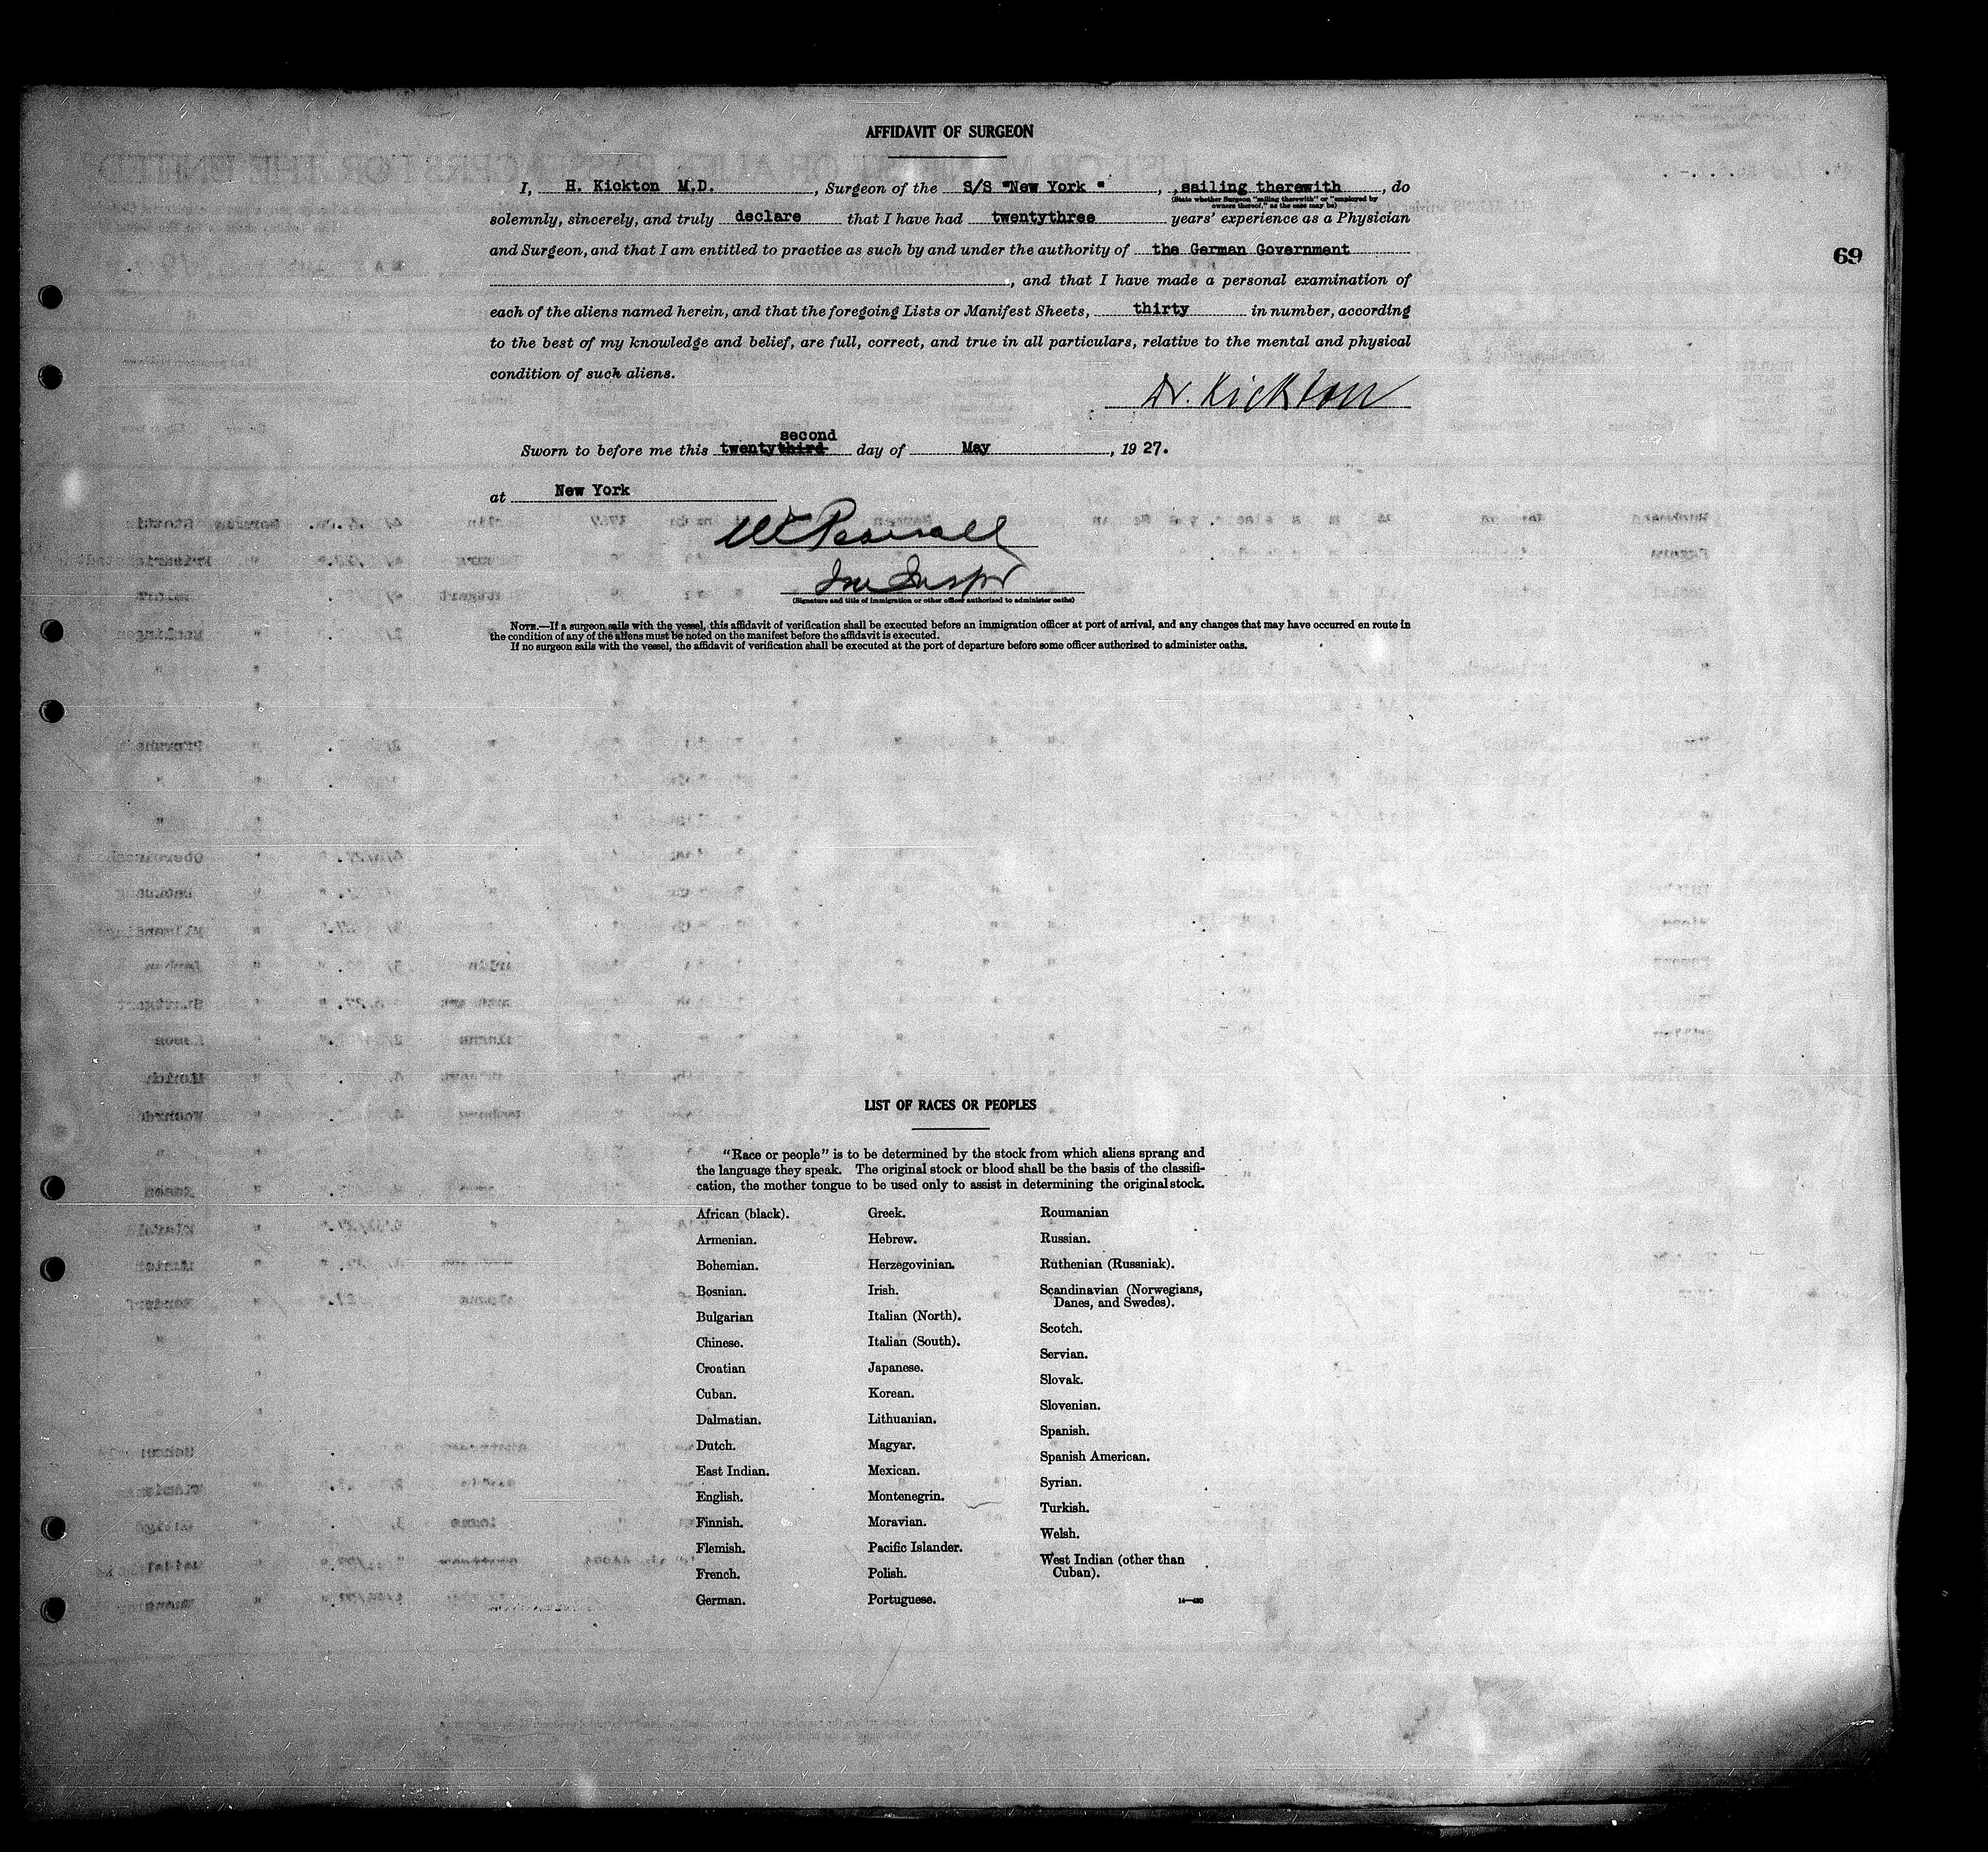 AFFIDAVIT OF SURGEON
I, H. Kickton M.D., Surgeon of the S/S "New York ", , sailing therewith, do
(State whether Surgeon "sailing therewith" or "employed by
owners thereof," as the case may be)
solemnly, sincerely, and truly declare that I have had twentythree years' experience as a Physician
69
and Surgeon, and that I am entitled to practice as such by and under the authority of the German Government
, and that I have made a personal examination of
each of the aliens named herein, and that the foregoing Lists or Manifest Sheets, thirty in number, according
to the best of my knowledge and belief, are full, correct, and true in all particulars, relative to the mental and physical
condition of such aliens.
Dr. Kickton
second
Sworn to before me this twentythird day of May, 1927.
at New York
(Signature and title of immigration or other officer authorized to administer oaths)
NOTE.—If a surgeon sails with the vessel, this affidavit of verification shall be executed before an immigration officer at port of arrival, and any changes that may have occurred en route in
the condition of any of the aliens must be noted on the manifest before the affidavit is executed.
If no surgeon sails with the vessel, the affidavit of verification shall be executed at the port of departure before some officer authorized to administer oaths.
LIST OF RACES OR PEOPLES
"Race or people" is to be determined by the stock from which aliens sprang and
the language they speak. The original stock or blood shall be the basis of the classifi-
cation, the mother tongue to be used only to assist in determining the original stock.
African (black).
Armenian.
Bohemian.
Bosnian.
Bulgarian
Chinese.
Croatian
Cuban.
Dalmatian.
Dutch.
East Indian.
English.
Finnish.
Flemish.
French.
German.
Greek.
Hebrew.
Herzegovinian.
Irish.
Italian (North).
Italian (South).
Japanese.
Korean.
Lithuanian.
Magyar.
Mexican.
Montenegrin.
Moravian.
Pacific Islander.
Polish.
Portuguese.
Roumanian
Russian.
Ruthenian (Russniak).
Scandinavian (Norwegians,
Danes, and Swedes).
Scotch.
Servian.
Slovak.
Slovenian.
Spanish.
Spanish American.
Syrian.
Turkish.
Welsh.
West Indian (other than
Cuban).